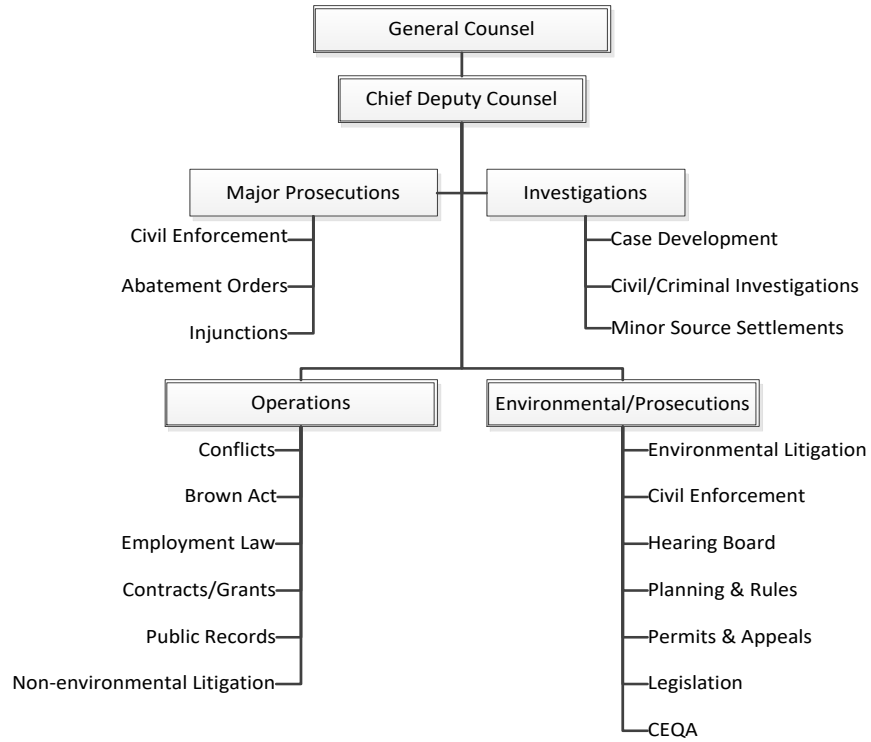 General Counsel
Chief Deputy Counsel
Major Prosecutions
Civil Enforcement
Abatement Orders
Injunctions
Investigations
Case Development
Civil/Criminal Investigations
Minor Source Settlements
Operations
Conflicts
Brown Act
Employment Law
Contracts/Grants
Public Records
Non-environmental Litigation
Environmental/Prosecutions
Environmental Litigation
Civil Enforcement
Hearing Board
Planning & Rules
Permits & Appeals
Legislation
CEQA